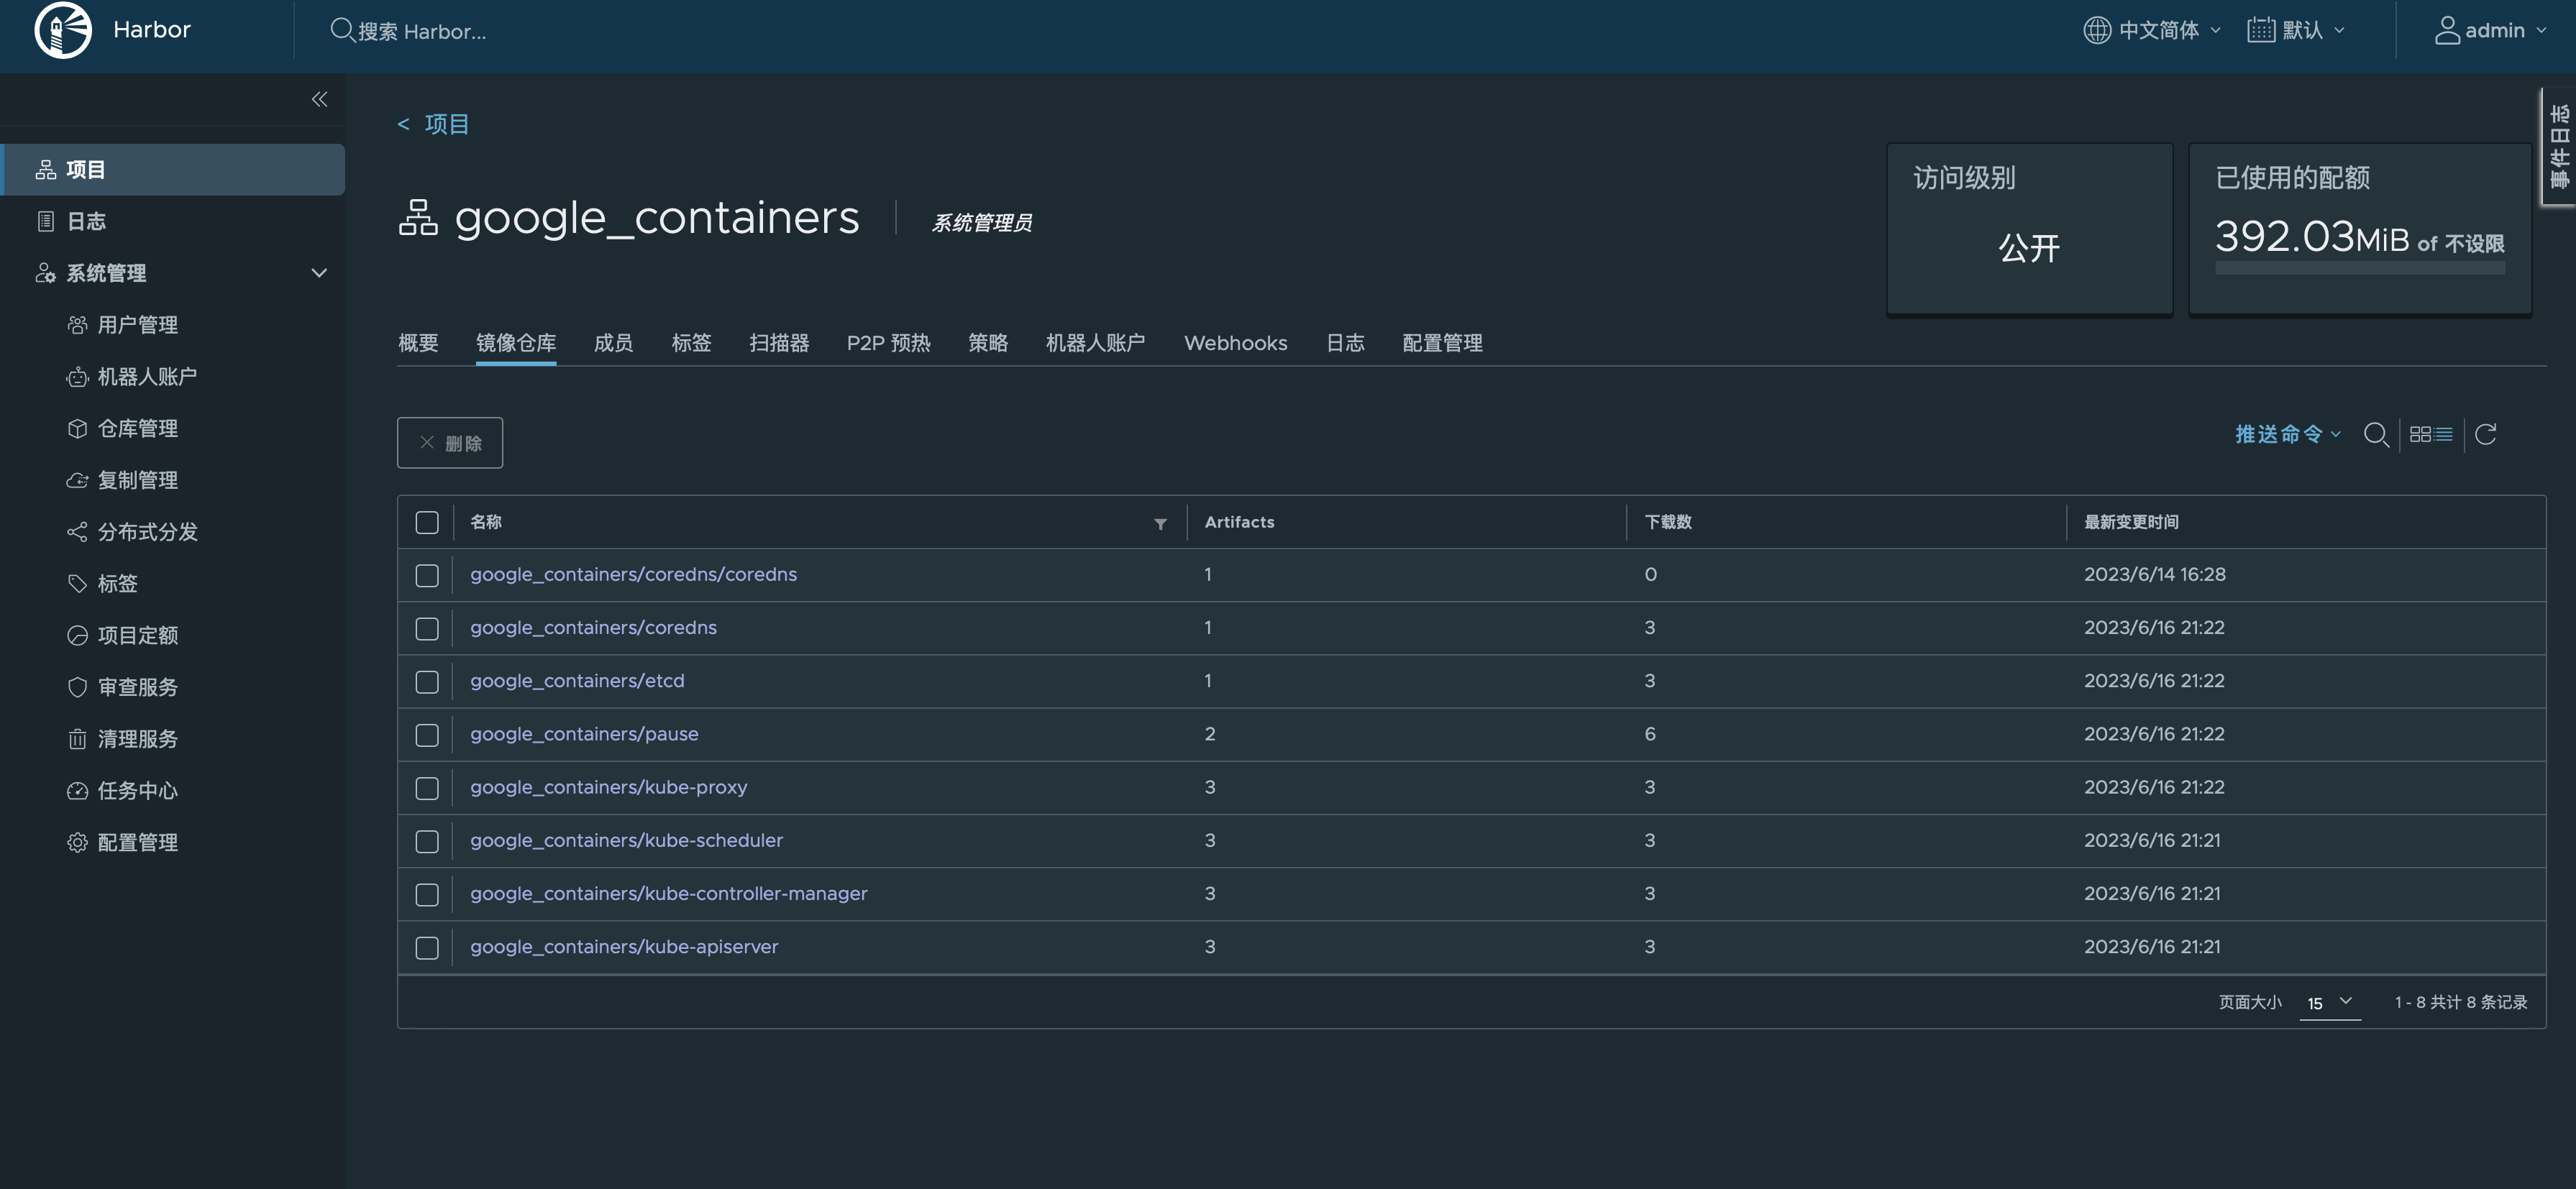 Harbor
搜索 Harbor...
中文简体
默认
admin
事件日志
项目
日志
系统管理
用户管理
机器人账户
仓库管理
复制管理
分布式分发
标签
项目定额
审查服务
清理服务
任务中心
配置管理
< 项目
google_containers
系统管理员
访问级别
公开
已使用的配额
392.03MiB of 不设限
概要 镜像仓库 成员 标签 扫描器 P2P 预热 策略 机器人账户 Webhooks 日志 配置管理
删除
推送命令
名称 Artifacts 下载数 最新变更时间
google_containers/coredns/coredns 1 0 2023/6/14 16:28
google_containers/coredns 1 3 2023/6/16 21:22
google_containers/etcd 1 3 2023/6/16 21:22
google_containers/pause 2 6 2023/6/16 21:22
google_containers/kube-proxy 3 3 2023/6/16 21:22
google_containers/kube-scheduler 3 3 2023/6/16 21:21
google_containers/kube-controller-manager 3 3 2023/6/16 21:21
google_containers/kube-apiserver 3 3 2023/6/16 21:21
页面大小 15 1 - 8 共计 8 条记录